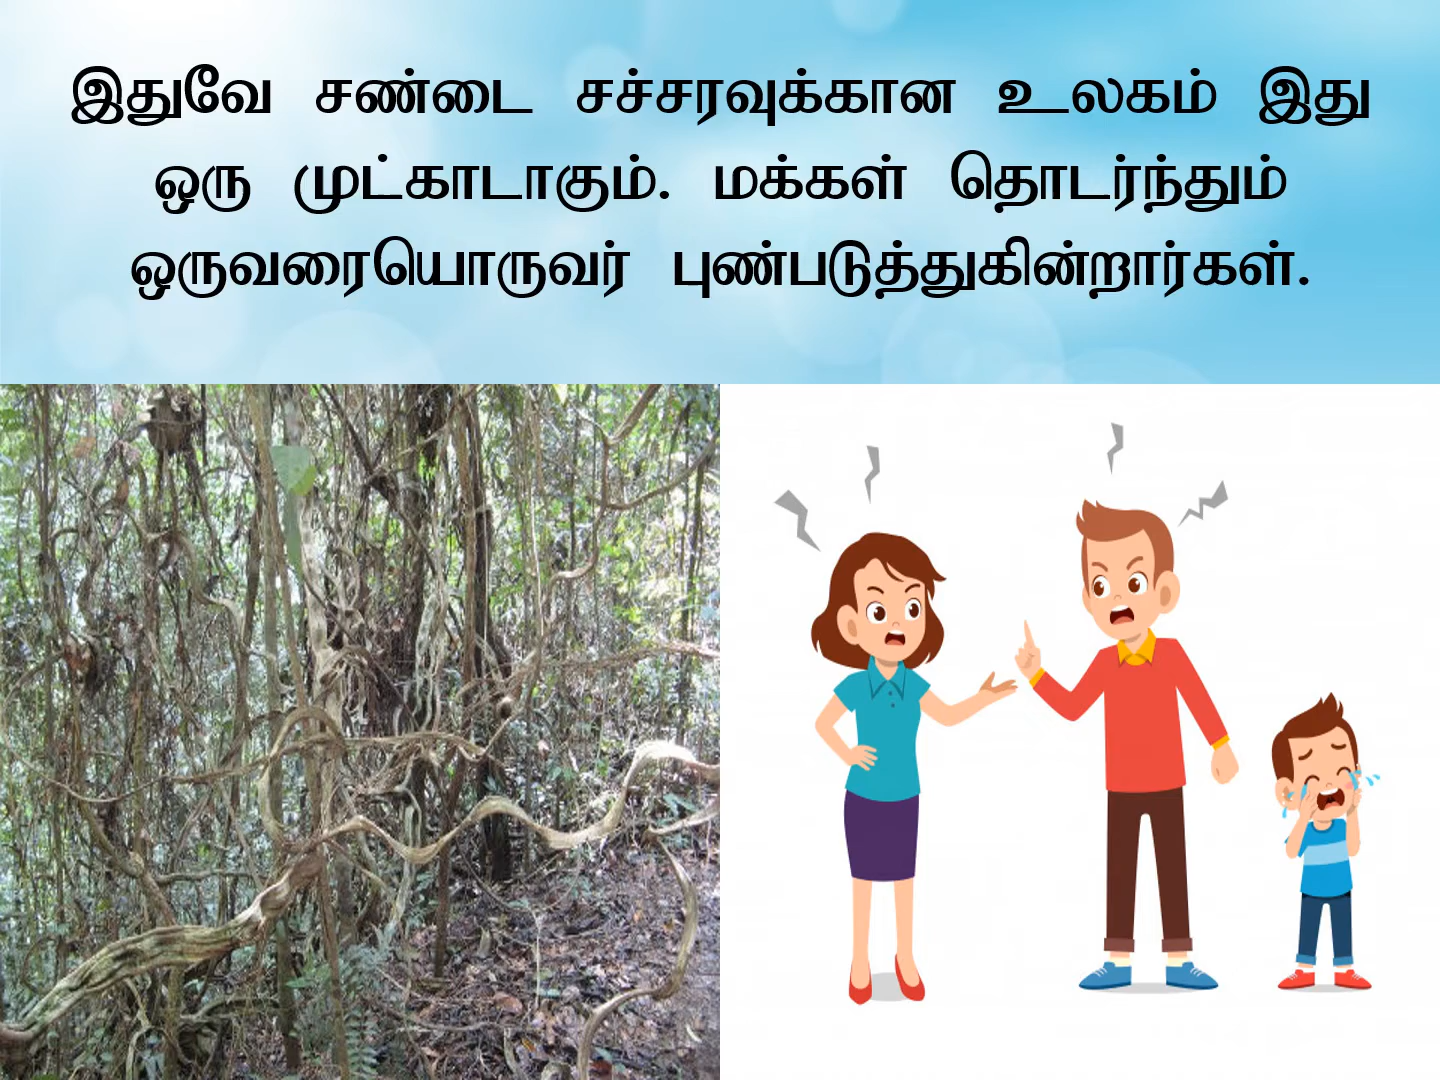 இதுவே சண்டை சச்சரவுக்கான உலகம் இது
ஒரு முட்காடாகும். மக்கள் தொடர்ந்தும்
ஒருவரையொருவர் புண்படுத்துகின்றார்கள்.